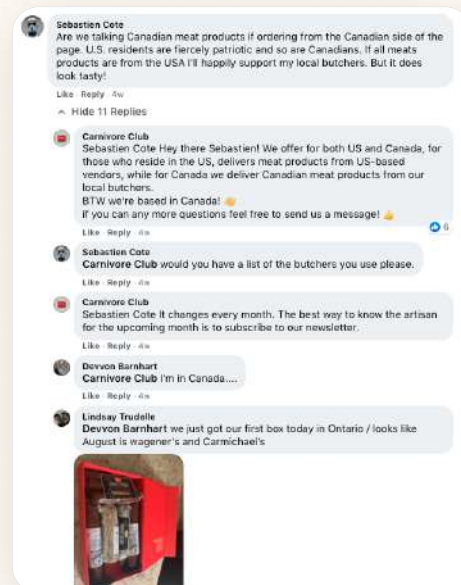 Sebastien Cote
Are we talking Canadian meat products if ordering from the Canadian side of the
page. U.S. residents are fiercely patriotic and so are Canadians. If all meats
products are from the USA I'll happily support my local butchers. But it does
look tasty!
Like Reply 4w
Hide 11 Replies
Carnivore Club
Sebastien Cote Hey there Sebastien! We offer for both US and Canada, for
those who reside in the US, delivers meat products from US-based
vendors, while for Canada we deliver Canadian meat products from our
local butchers.
BTW we're based in Canada! 👋
if you can any more questions feel free to send us a message! 👍
6
Like · Reply · 4w
Sebastien Cote
Carnivore Club would you have a list of the butchers you use please.
Like · Reply · 4w
Carnivore Club
Sebastien Cote It changes every month. The best way to know the artisan
for the upcoming month is to subscribe to our newsletter.
Like · Reply · 4w
Devvon Barnhart
Carnivore Club I'm in Canada....
Like · Reply · 4w
Lindsay Trudelle
Devvon Barnhart we just got our first box today in Ontario / looks like
August is wagener's and Carmichael's